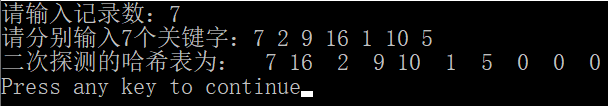 请输入记录数：7
请分别输入7个关键字：7 2 9 16 1 10 5
二次探测的哈希表为：   7 16  2  9 10  1  5  0  0  0
Press any key to continue